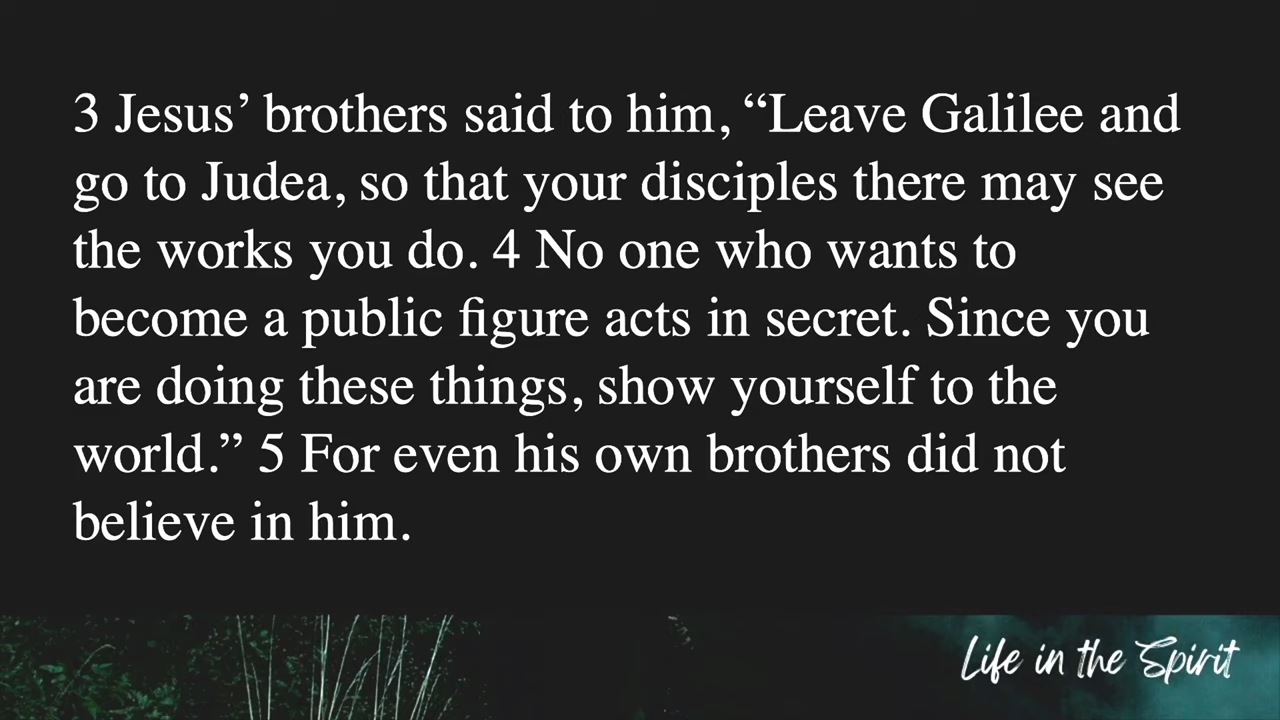 3 Jesus’ brothers said to him, “Leave Galilee and
go to Judea, so that your disciples there may see
the works you do. 4 No one who wants to
become a public figure acts in secret. Since you
are doing these things, show yourself to the
world.” 5 For even his own brothers did not
believe in him.
Life in the Spirit